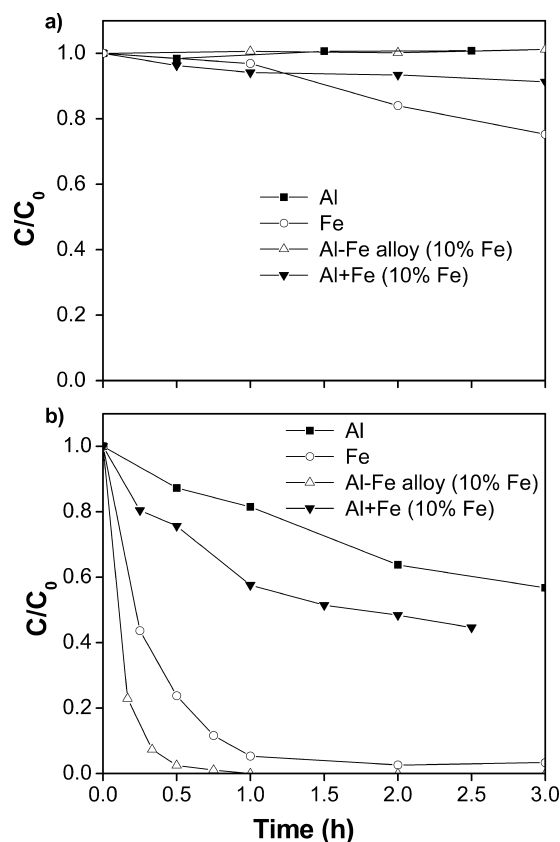 a)
1.0
0.8
0.6
0.4
0.2
0.0
C/C0
Al
Fe
Al-Fe alloy (10% Fe)
Al+Fe (10% Fe)
b)
1.0
0.8
0.6
0.4
0.2
0.0
C/C0
Al
Fe
Al-Fe alloy (10% Fe)
Al+Fe (10% Fe)
0.0 0.5 1.0 1.5 2.0 2.5 3.0
Time (h)